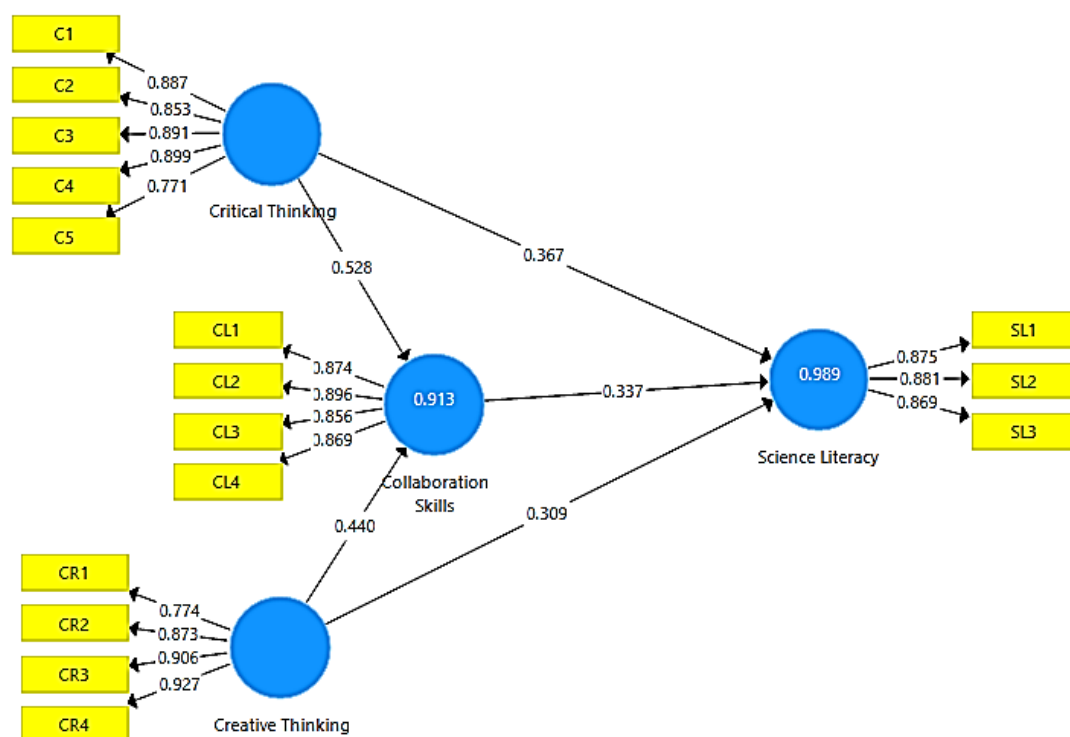 C1
C2
C3
C4
C5
0.887
0.853
0.891
0.899
0.771
Critical Thinking
0.528
0.367
CL1
CL2
CL3
CL4
0.874
0.896
0.856
0.869
0.913
Collaboration
Skills
0.337
0.440
0.309
0.989
Science Literacy
0.875
0.881
0.869
SL1
SL2
SL3
CR1
CR2
CR3
CR4
0.774
0.873
0.906
0.927
Creative Thinking